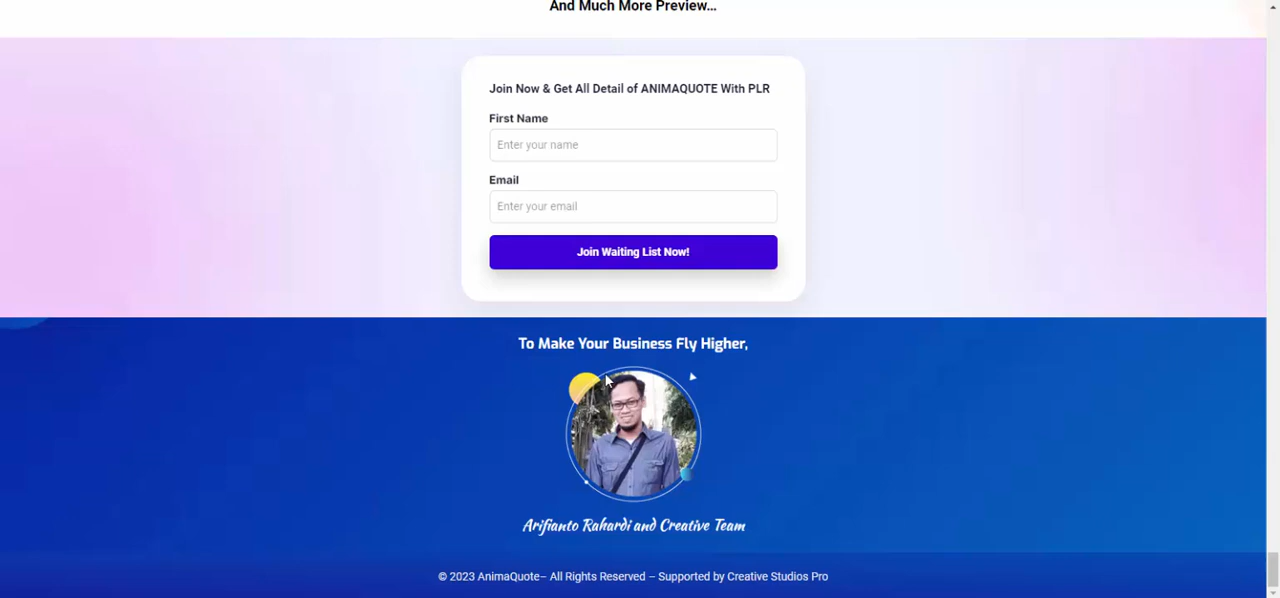 And Much More Preview...
Join Now & Get All Detail of ANIMAQUOTE With PLR
First Name
Enter your name
Email
Enter your email
Join Waiting List Now!
To Make Your Business Fly Higher,
Arifianto Rahardi and Creative Team
© 2023 AnimaQuote– All Rights Reserved – Supported by Creative Studios Pro